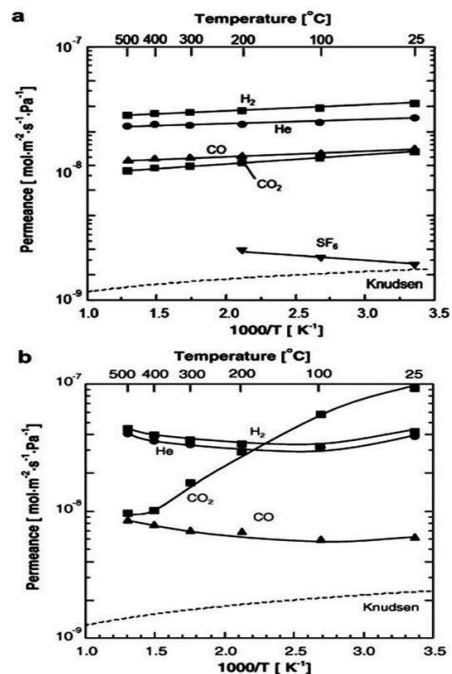 a
Temperature [°C]
500 400 300 200 100 25
10⁻⁷
H₂
He
CO
10⁻⁸
CO₂
SF₆
Knudsen
10⁻⁹
Permeance [ mol·m⁻²·s⁻¹·Pa⁻¹]
1.0 1.5 2.0 2.5 3.0 3.5
1000/T [ K⁻¹]
b
Temperature [°C]
500 400 300 200 100 25
10⁻⁷
H₂
He
CO₂
CO
10⁻⁸
Knudsen
10⁻⁹
Permeance [ mol·m⁻²·s⁻¹·Pa⁻¹]
1.0 1.5 2.0 2.5 3.0 3.5
1000/T [ K⁻¹]